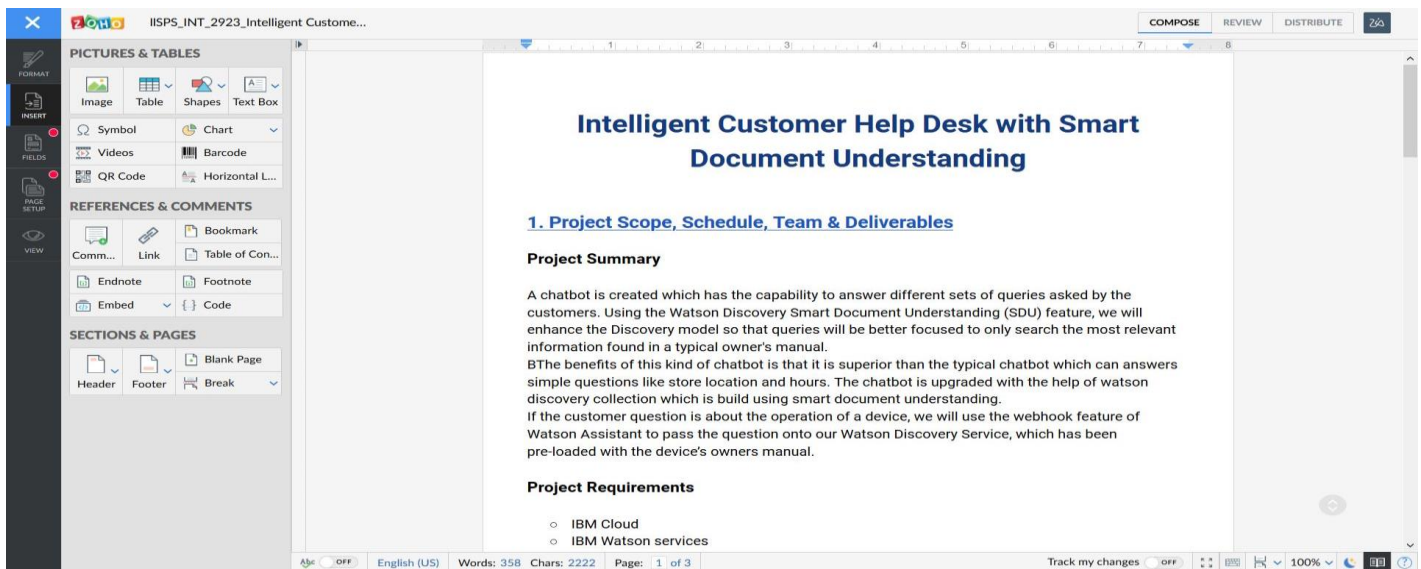 ZOHO IISPS_INT_2923_Intelligent Custome... COMPOSE REVIEW DISTRIBUTE Zia
FORMAT
INSERT
FIELDS
PAGE SETUP
VIEW
PICTURES & TABLES
Image Table Shapes Text Box
Symbol Chart
Videos Barcode
QR Code Horizontal L...
REFERENCES & COMMENTS
Comm... Link Bookmark
Table of Con...
Endnote Footnote
Embed { } Code
SECTIONS & PAGES
Header Footer Blank Page
Break
1 2 3 4 5 6 7 8
Intelligent Customer Help Desk with Smart
Document Understanding
1. Project Scope, Schedule, Team & Deliverables
Project Summary
A chatbot is created which has the capability to answer different sets of queries asked by the
customers. Using the Watson Discovery Smart Document Understanding (SDU) feature, we will
enhance the Discovery model so that queries will be better focused to only search the most relevant
information found in a typical owner's manual.
BThe benefits of this kind of chatbot is that it is superior than the typical chatbot which can answers
simple questions like store location and hours. The chatbot is upgraded with the help of watson
discovery collection which is build using smart document understanding.
If the customer question is about the operation of a device, we will use the webhook feature of
Watson Assistant to pass the question onto our Watson Discovery Service, which has been
pre-loaded with the device's owners manual.
Project Requirements
○ IBM Cloud
○ IBM Watson services
Abc OFF English (US) Words: 358 Chars: 2222 Page: 1 of 3 Track my changes OFF 100%